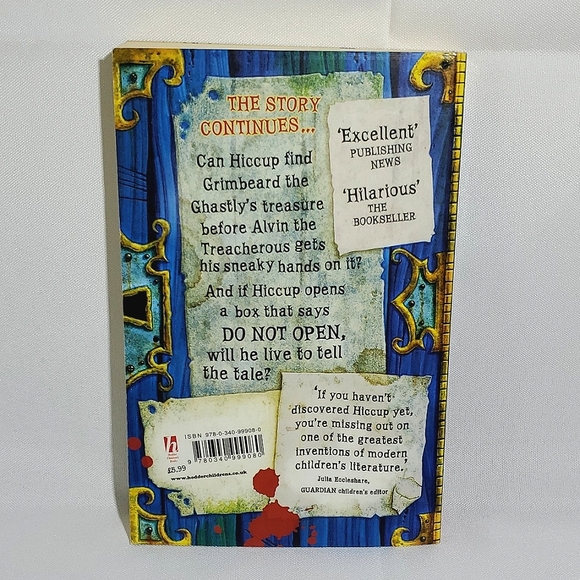 THE STORY
CONTINUES...
Can Hiccup find
Grimbeard the
Ghastly's treasure
before Alvin the
Treacherous gets
his sneaky hands on it?
And if Hiccup opens
a box that says
DO NOT OPEN,
will he live to tell
the tale?
'Excellent'
PUBLISHING
NEWS
'Hilarious'
THE
BOOKSELLER
'If you haven't
discovered Hiccup yet,
you're missing out on
one of the greatest
inventions of modern
children's literature.'
Julia Eccleshare,
GUARDIAN children's editor
ISBN 978-0-340-99908-0
9 780340 999080
h
£5.99
www.hodderchildrens.co.uk